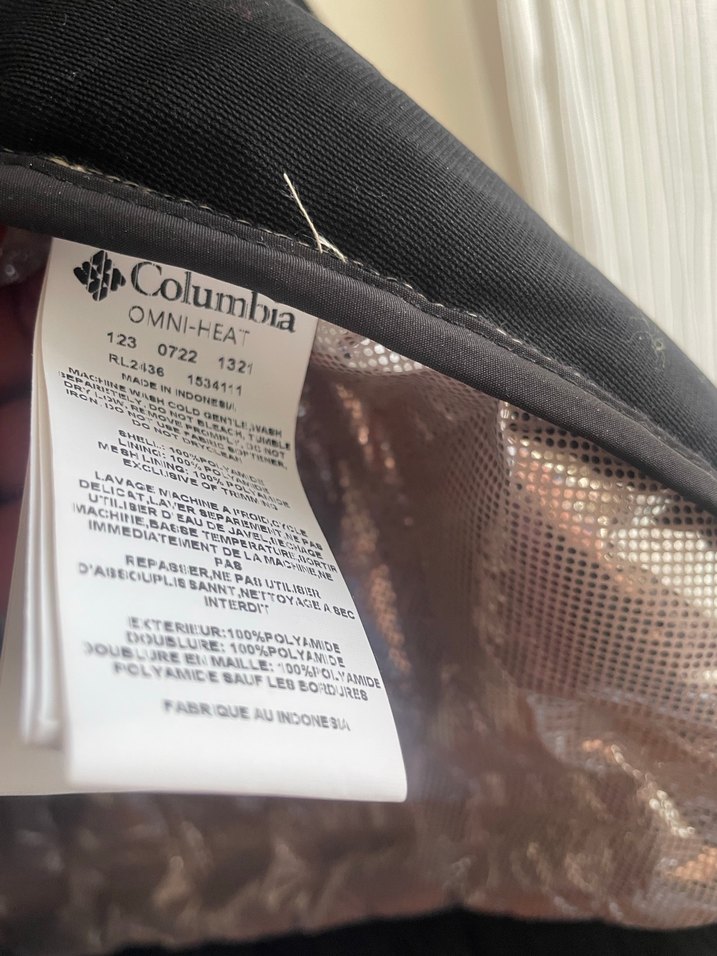 Columbia
OMNI-HEAT
123 0722 1321
RL2436 1534111
MADE IN INDONESIA
MACHINE WASH COLD GENTLE,WASH
SEPARETELY, DO NOT BLEACH, TUMBLE
DRY LOW, REMOVE PROMPLY, DO NOT
IRON. DO NOT USE FABRIC SOFTENER,
DO NOT DRYCLEAN
SHELL: 100%POLYAMIDE
LINING: 100% POLYAMIDE
MESH LINING: 100% POLYAMIDE
EXCLUSIVE OF TRIMMING
LAVAGE MACHINE A FROID,CYCLE
DELICAT,LAVER SEPAREMENT,NE PAS
UTILISER D'EAU DE JAVEL,SECHAGE
MACHINE,BASSE TEMPERATURE,SORTIR
IMMEDIATEMENT DE LA MACHINE,NE
PAS
REPASSER,NE PAS UTILISER
D'ASSOUPLISSANNT,NETTOYAGE A SEC
INTERDIT
EXTERIEUR:100%POLYAMIDE
DOUBLURE: 100%POLYAMIDE
DOUBLURE EN MAILLE: 100%POLYAMIDE
POLYAMIDE SAUF LES BORDURES
FABRIQUE AU INDONESIA